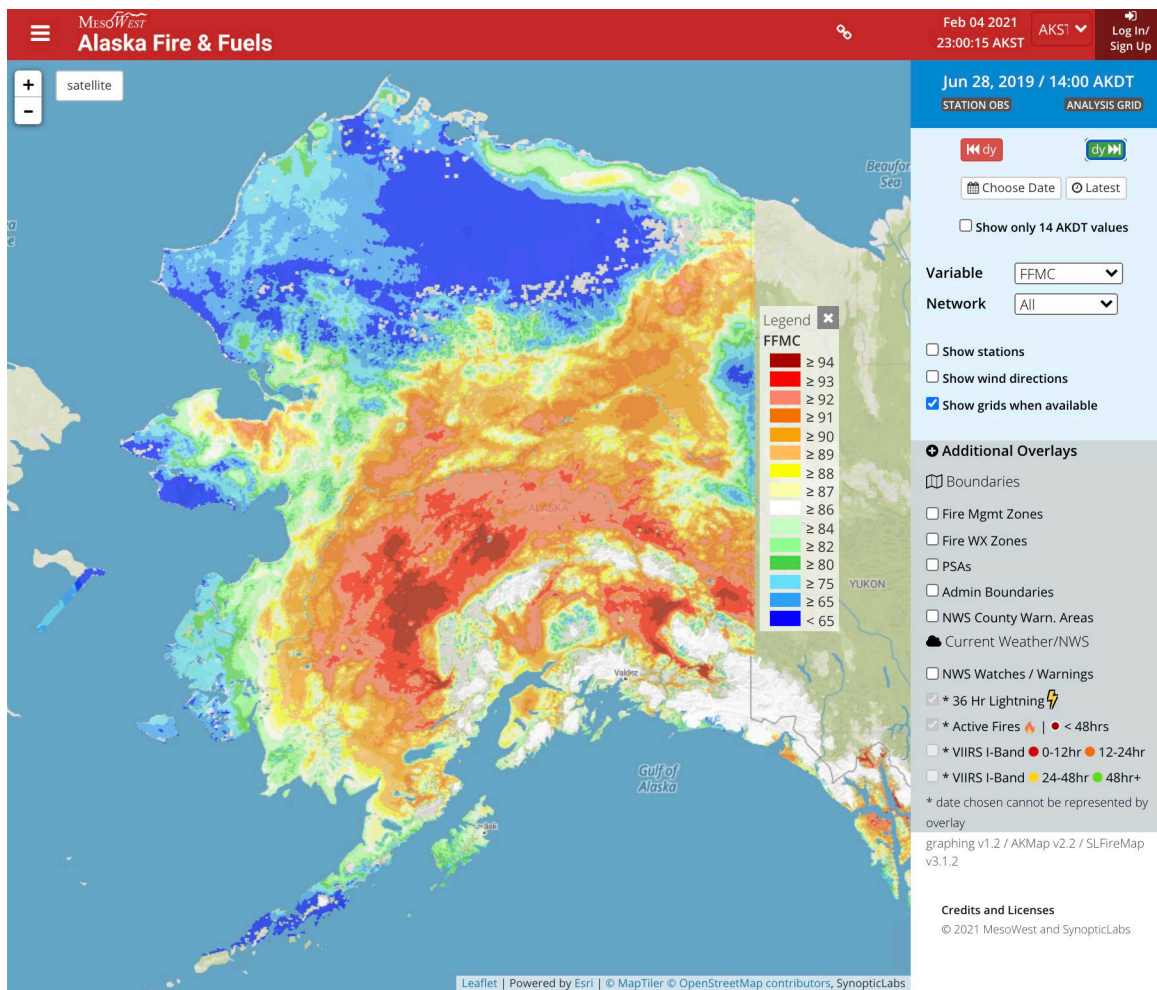 MesoWest
Alaska Fire & Fuels
Feb 04 2021
23:00:15 AKST
AKST
Log In/
Sign Up
+
-
satellite
Beaufor
Sea
ALASKA
YUKON
Valdez
Gulf of
Alaska
Legend ×
FFMC
≥ 94
≥ 93
≥ 92
≥ 91
≥ 90
≥ 89
≥ 88
≥ 87
≥ 86
≥ 84
≥ 82
≥ 80
≥ 75
≥ 65
< 65
Leaflet | Powered by Esri | © MapTiler © OpenStreetMap contributors, SynopticLabs
Jun 28, 2019 / 14:00 AKDT
STATION OBS ANALYSIS GRID
dy dy
Choose Date Latest
Show only 14 AKDT values
Variable FFMC
Network All
Show stations
Show wind directions
Show grids when available
Additional Overlays
Boundaries
Fire Mgmt Zones
Fire WX Zones
PSAs
Admin Boundaries
NWS County Warn. Areas
Current Weather/NWS
NWS Watches / Warnings
* 36 Hr Lightning
* Active Fires | < 48hrs
* VIIRS I-Band 0-12hr 12-24hr
* VIIRS I-Band 24-48hr 48hr+
* date chosen cannot be represented by
overlay
graphing v1.2 / AKMap v2.2 / SLFireMap
v3.1.2
Credits and Licenses
© 2021 MesoWest and SynopticLabs